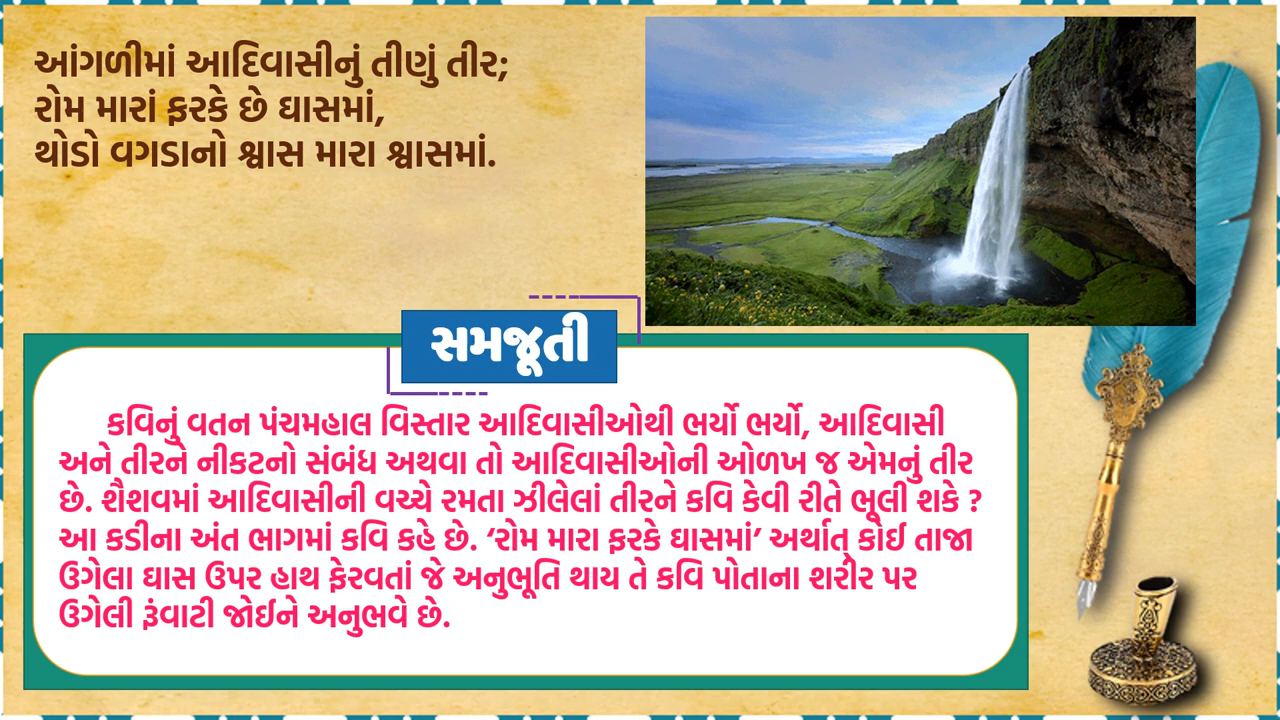 આંગળીમાં આદિવાસીનું તીણું તીર;
રોમ મારાં ફરકે છે ઘાસમાં,
થોડો વગડાનો શ્વાસ મારા શ્વાસમાં.
સમજૂતી
કવિનું વતન પંચમહાલ વિસ્તાર આદિવાસીઓથી ભર્યો ભર્યો, આદિવાસી
અને તીરને નીકટનો સંબંધ અથવા તો આદિવાસીઓની ઓળખ જ એમનું તીર
છે. શૈશવમાં આદિવાસીની વચ્ચે રમતા ઝીલેલાં તીરને કવિ કેવી રીતે ભૂલી શકે ?
આ કડીના અંત ભાગમાં કવિ કહે છે. ‘રોમ મારા ફરકે ઘાસમાં’ અર્થાત્ કોઈ તાજા
ઉગેલા ઘાસ ઉપર હાથ ફેરવતાં જે અનુભૂતિ થાય તે કવિ પોતાના શરીર પર
ઉગેલી રૂંવાટી જોઈને અનુભવે છે.